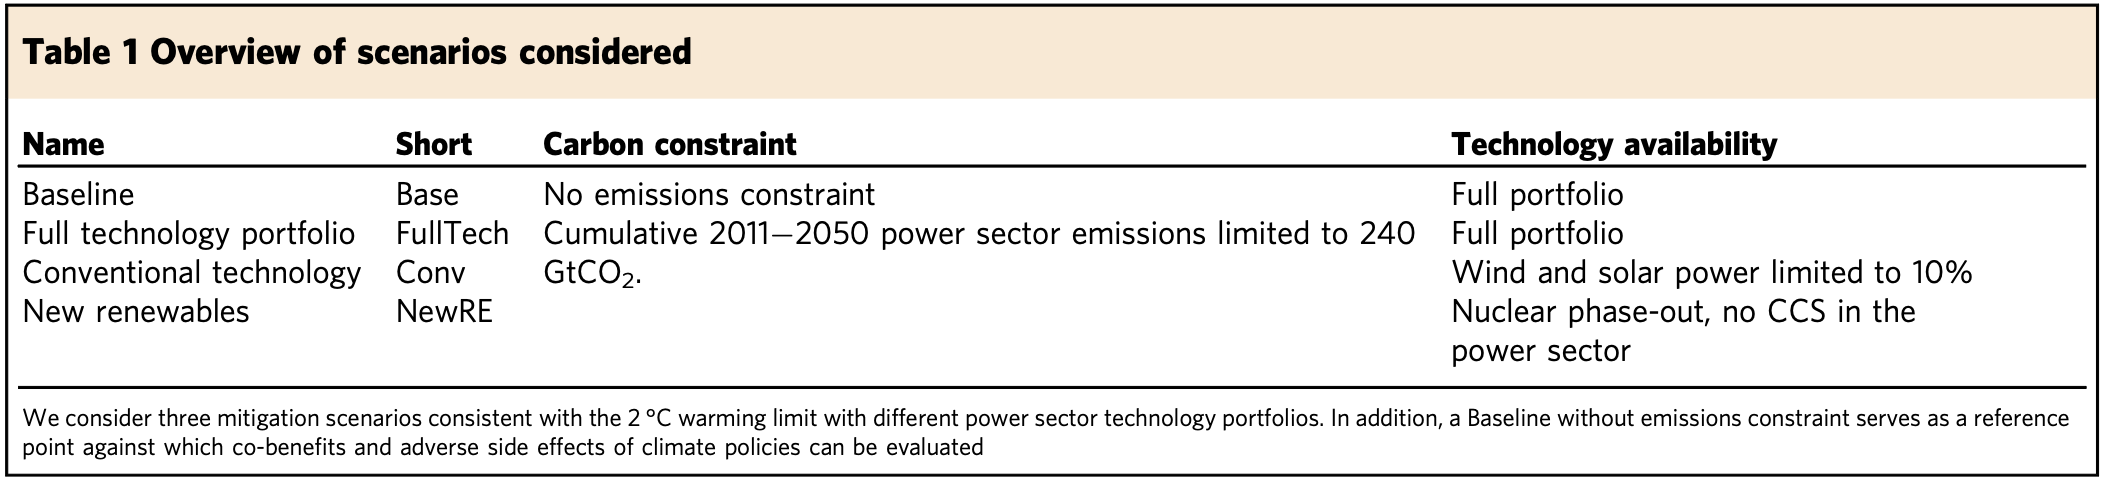 Table 1 Overview of scenarios considered
Name Short Carbon constraint Technology availability
Baseline Base No emissions constraint Full portfolio
Full technology portfolio FullTech Cumulative 2011–2050 power sector emissions limited to 240 Full portfolio
Conventional technology Conv GtCO₂. Wind and solar power limited to 10%
New renewables NewRE Nuclear phase-out, no CCS in the
power sector
We consider three mitigation scenarios consistent with the 2 °C warming limit with different power sector technology portfolios. In addition, a Baseline without emissions constraint serves as a reference
point against which co-benefits and adverse side effects of climate policies can be evaluated